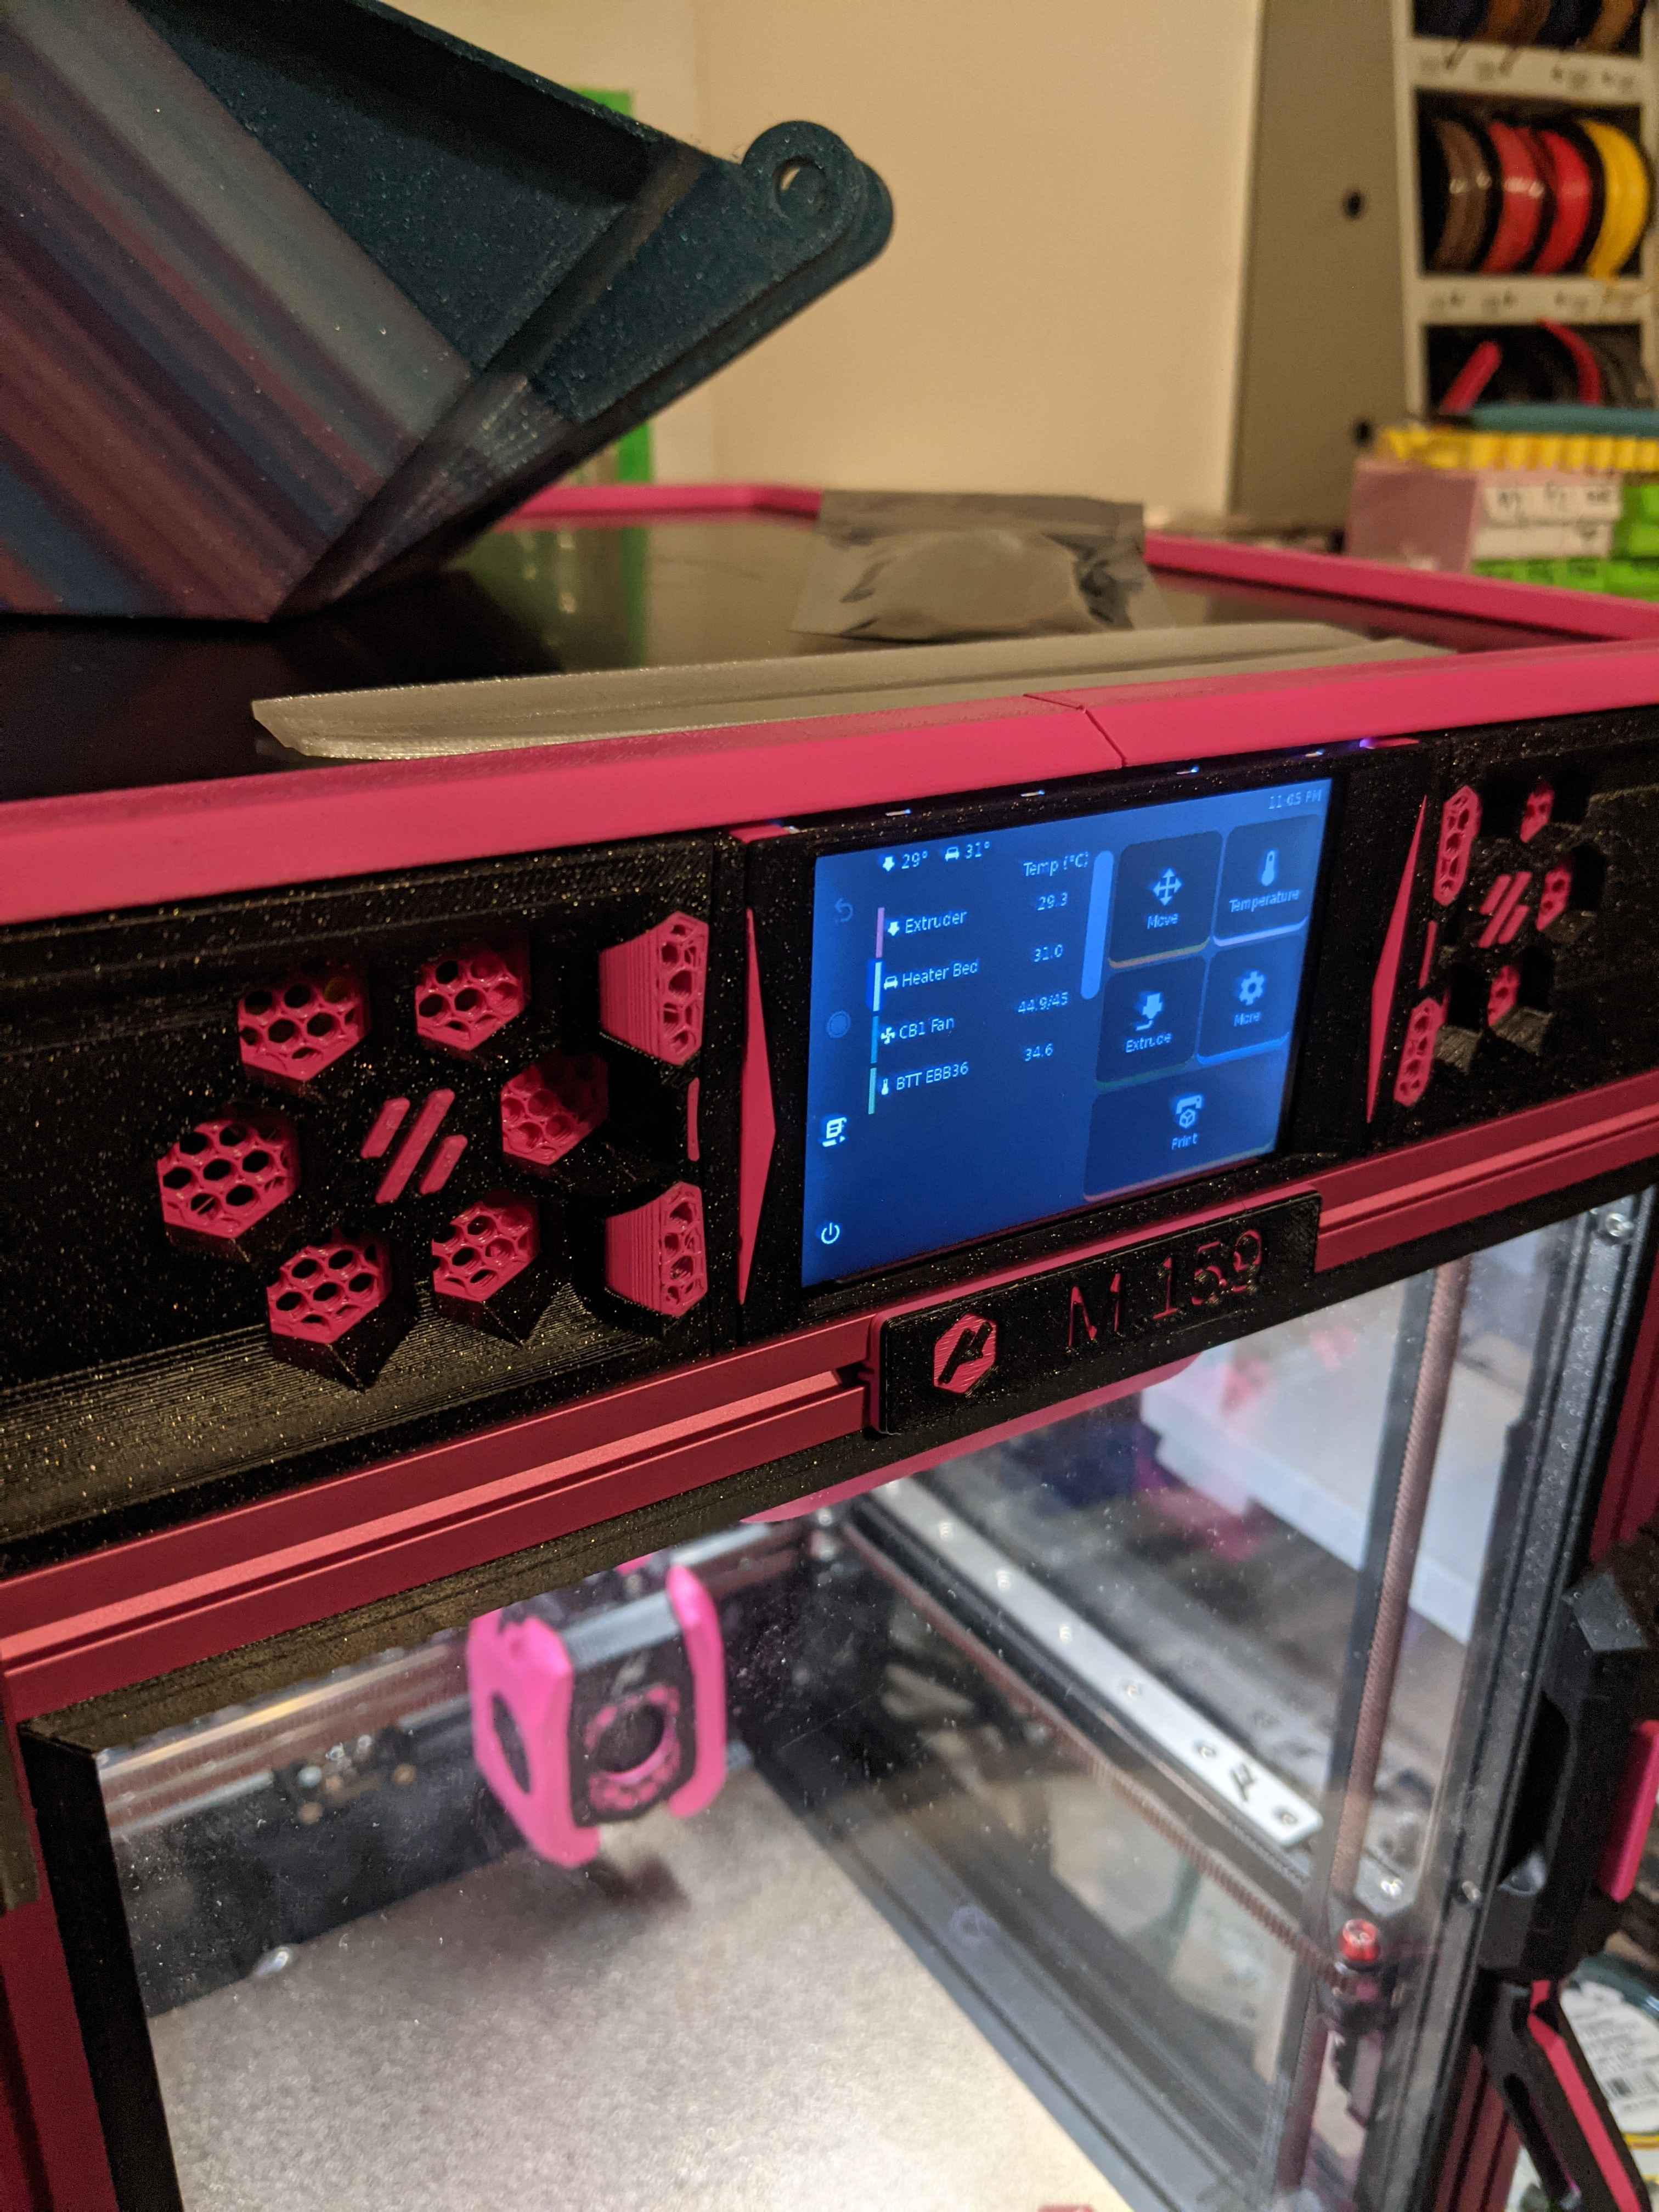 11:05 PM
29° 31°
Temp (°C)
Extruder 29.3
Heater Bed 31.0
CB1 Fan 44.9/45
BTT EBB36 34.6
Move
Temperature
Extrude
More
Print
M 159